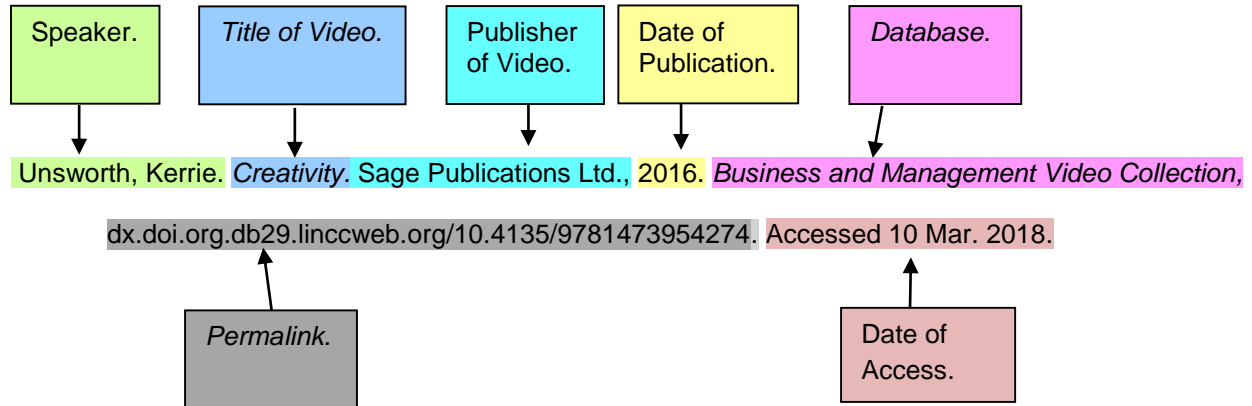 Speaker.
Title of Video.
Publisher
of Video.
Date of
Publication.
Database.
Unsworth, Kerrie. Creativity. Sage Publications Ltd., 2016. Business and Management Video Collection,
dx.doi.org.db29.linccweb.org/10.4135/9781473954274. Accessed 10 Mar. 2018.
Permalink.
Date of
Access.